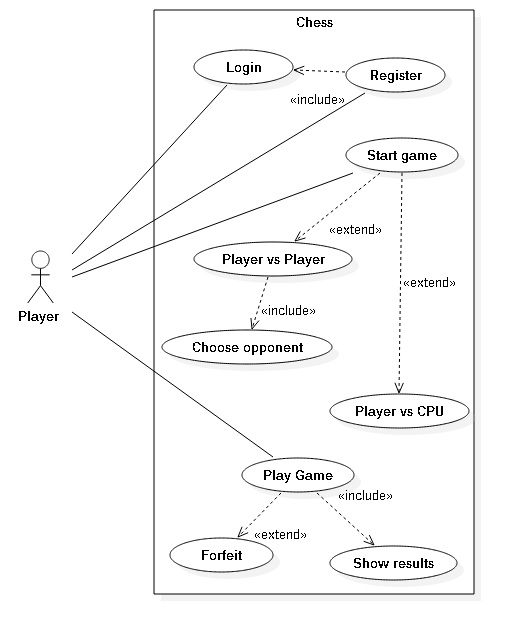 Chess
Login
Register
«include»
Start game
«extend»
Player vs Player
«extend»
«include»
Player
Choose opponent
Player vs CPU
Play Game
«include»
«extend»
Forfeit
Show results